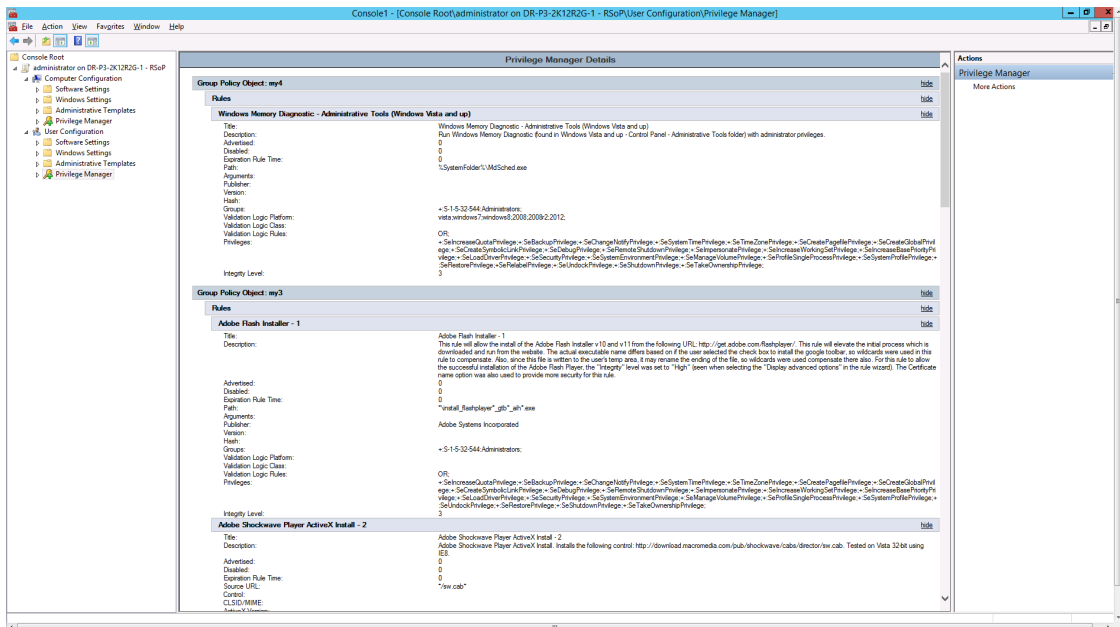 Console1 - [Console Root\administrator on DR-P3-2K12R2G-1 - RSoP\User Configuration\Privilege Manager]
File Action View Favorites Window Help
Console Root
administrator on DR-P3-2K12R2G-1 - RSoP
Computer Configuration
Software Settings
Windows Settings
Administrative Templates
Privilege Manager
User Configuration
Software Settings
Windows Settings
Administrative Templates
Privilege Manager
Privilege Manager Details
Group Policy Object: my4 hide
Rules hide
Windows Memory Diagnostic - Administrative Tools (Windows Vista and up) hide
Title: Windows Memory Diagnostic - Administrative Tools (Windows Vista and up)
Description: Run Windows Memory Diagnostic (found in Windows Vista and up - Control Panel - Administrative Tools folder) with administrator privileges.
Advertised: 0
Disabled: 0
Expiration Rule Time: 0
Path: %SystemFolder%\MdSched.exe
Arguments:
Publisher:
Version:
Hash:
Groups: +:S-1-5-32-544:Administrators;
Validation Logic Platform: vista;windows7;windows8;2008;2008r2;2012;
Validation Logic Class:
Validation Logic Rules: OR;
Privileges: +:SeIncreaseQuotaPrivilege;+:SeBackupPrivilege;+:SeChangeNotifyPrivilege;+:SeSystemTimePrivilege;+:SeTimeZonePrivilege;+:SeCreatePagefilePrivilege;+:SeCreateGlobalPrivil
ege;+:SeCreateSymbolicLinkPrivilege;+:SeDebugPrivilege;+:SeRemoteShutdownPrivilege;+:SeImpersonatePrivilege;+:SeIncreaseWorkingSetPrivilege;+:SeIncreaseBasePriorityPri
vilege;+:SeLoadDriverPrivilege;+:SeSecurityPrivilege;+:SeSystemEnvironmentPrivilege;+:SeManageVolumePrivilege;+:SeProfileSingleProcessPrivilege;+:SeSystemProfilePrivilege;+
:SeRestorePrivilege;+SeRelabelPrivilege;+:SeUndockPrivilege;+:SeShutdownPrivilege;+:SeTakeOwnershipPrivilege;
Integrity Level: 3
Group Policy Object: my3 hide
Rules hide
Adobe Flash Installer - 1 hide
Title: Adobe Flash Installer - 1
Description: This rule will allow the install of the Adobe Flash Installer v10 and v11 from the following URL: http://get.adobe.com/flashplayer/. This rule will elevate the initial process which is
downloaded and run from the website. The actual executable name differs based on if the user selected the check box to install the google toolbar, so wildcards were used in this
rule to compensate. Also, since this file is written to the user's temp area, it may rename the ending of the file, so wildcards were used compensate there also. For this rule to allow
the successful installation of the Adobe Flash Player, the "Integrity" level was set to "High" (seen when selecting the "Display advanced options" in the rule wizard). The Certificate
name option was also used to provide more security for this rule.
Advertised: 0
Disabled: 0
Expiration Rule Time: 0
Path: *\install_flashplayer*_gtb*_aih*.exe
Arguments:
Publisher: Adobe Systems Incorporated
Version:
Hash:
Groups: +:S-1-5-32-544:Administrators;
Validation Logic Platform:
Validation Logic Class:
Validation Logic Rules: OR;
Privileges: +:SeIncreaseQuotaPrivilege;+:SeBackupPrivilege;+:SeChangeNotifyPrivilege;+:SeSystemTimePrivilege;+:SeTimeZonePrivilege;+:SeCreatePagefilePrivilege;+:SeCreateGlobalPrivil
ege;+:SeCreateSymbolicLinkPrivilege;+:SeDebugPrivilege;+:SeRemoteShutdownPrivilege;+:SeImpersonatePrivilege;+:SeIncreaseWorkingSetPrivilege;+:SeIncreaseBasePriorityPri
vilege;+:SeLoadDriverPrivilege;+:SeSecurityPrivilege;+:SeSystemEnvironmentPrivilege;+:SeManageVolumePrivilege;+:SeProfileSingleProcessPrivilege;+:SeSystemProfilePrivilege;+
:SeUndockPrivilege;+:SeRestorePrivilege;+:SeShutdownPrivilege;+:SeTakeOwnershipPrivilege;
Integrity Level: 3
Adobe Shockwave Player ActiveX Install - 2 hide
Title: Adobe Shockwave Player ActiveX Install - 2
Description: Adobe Shockwave Player ActiveX Install. Installs the following control: http://download.macromedia.com/pub/shockwave/cabs/director/sw.cab. Tested on Vista 32-bit using
IE8.
Advertised: 0
Disabled: 0
Expiration Rule Time: 0
Source URL: */sw.cab*
Control:
CLSID/MIME:
ActiveX Version:
Actions
Privilege Manager
More Actions